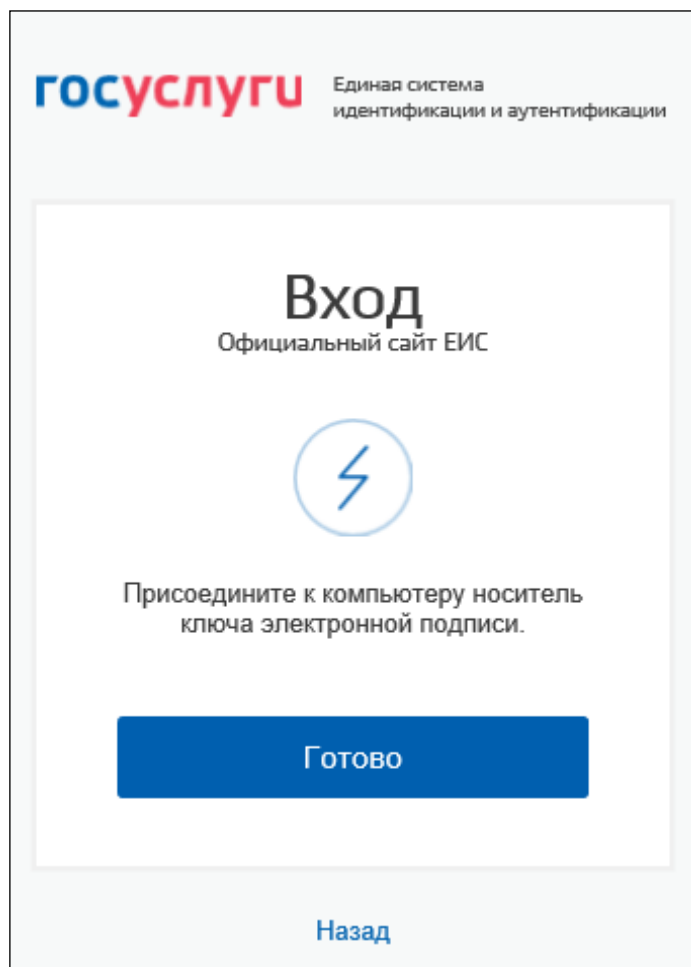 госуслуги
Единая система
идентификации и аутентификации
Вход
Официальный сайт ЕИС
Присоедините к компьютеру носитель
ключа электронной подписи.
Готово
Назад